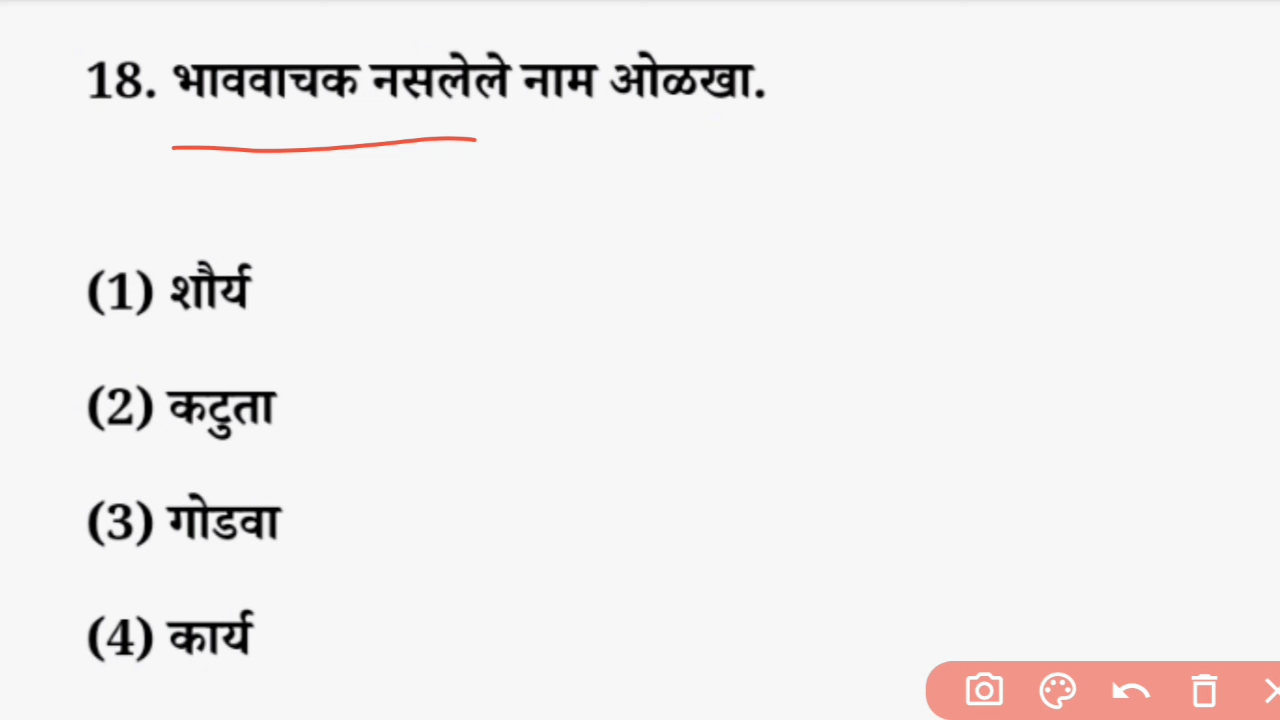 18. भाववाचक नसलेले नाम ओळखा.
(1) शौर्य
(2) कटुता
(3) गोडवा
(4) कार्य